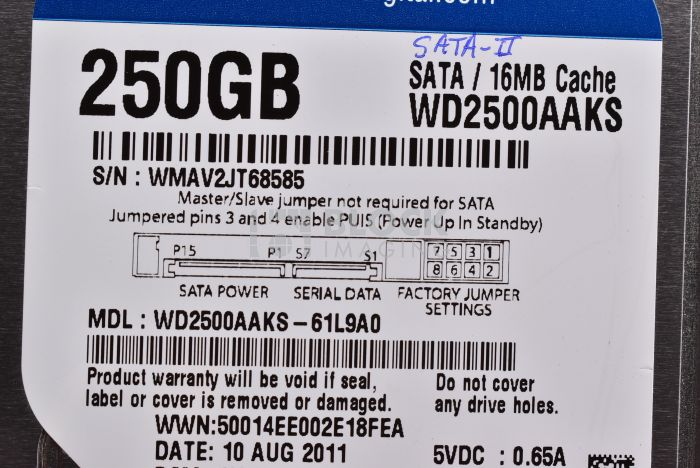 SATA-II
250GB
SATA / 16MB Cache
WD2500AAKS
S/N : WMAV2JT68585
Master/Slave jumper not required for SATA
Jumpered pins 3 and 4 enable PUIS (Power Up In Standby)
P15 P1 S7 S1 7 5 3 1
8 6 4 2
SATA POWER SERIAL DATA FACTORY JUMPER
SETTINGS
MDL : WD2500AAKS-61L9A0
Product warranty will be void if seal,
label or cover is removed or damaged.
Do not cover
any drive holes.
WWN:50014EE002E18FEA
DATE: 10 AUG 2011
5VDC : 0.65A